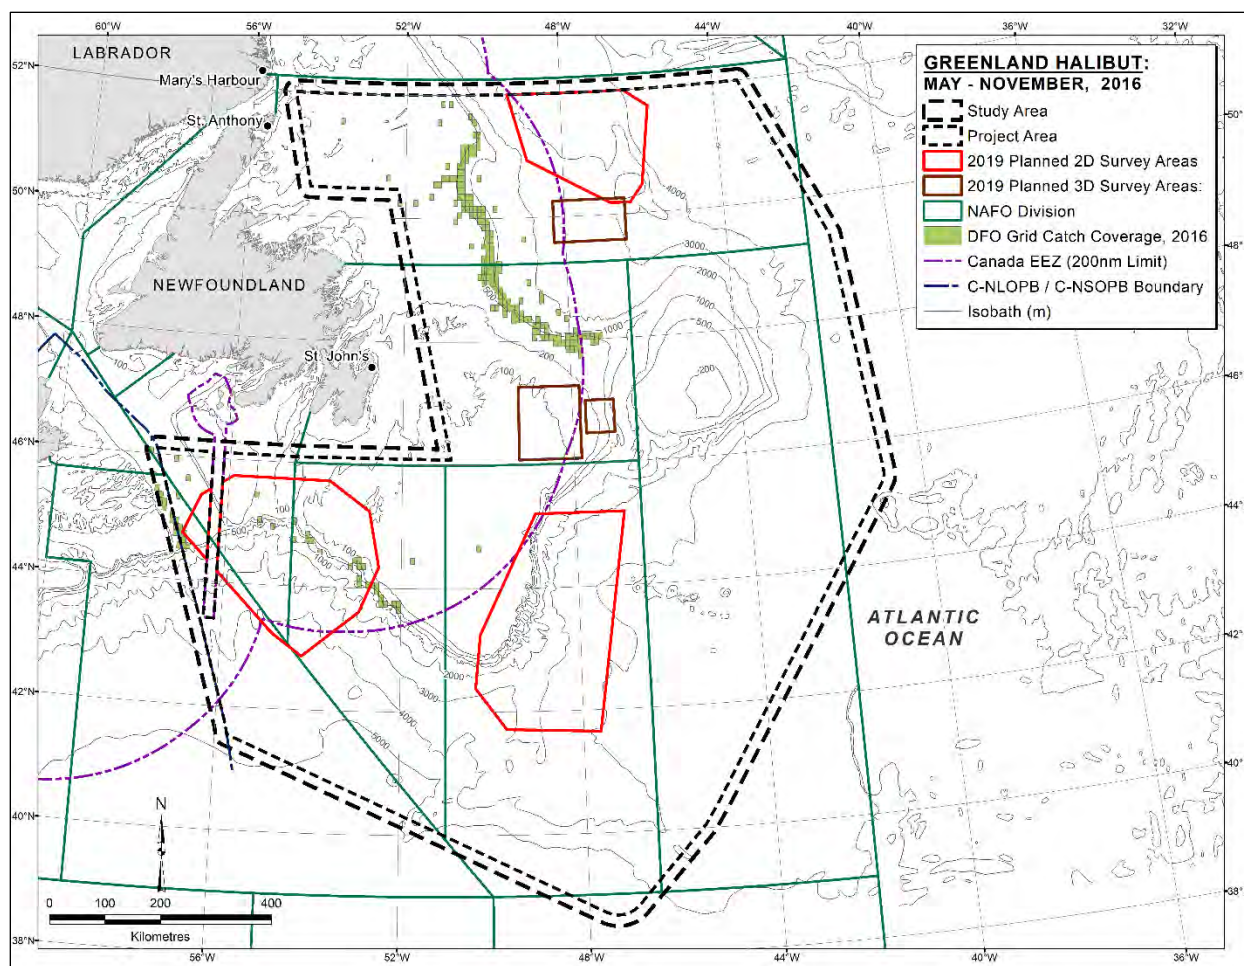 60°W
56°W
52°W
48°W
44°W
40°W
36°W
32°W
LABRADOR
52°N
Mary's Harbour
St. Anthony
50°N
NEWFOUNDLAND
48°N
St. John's
46°N
44°N
42°N
40°N
38°N
GREENLAND HALIBUT:
MAY - NOVEMBER, 2016
Study Area
Project Area
2019 Planned 2D Survey Areas
2019 Planned 3D Survey Areas:
NAFO Division
DFO Grid Catch Coverage, 2016
Canada EEZ (200nm Limit)
C-NLOPB / C-NSOPB Boundary
Isobath (m)
50°N
48°N
46°N
44°N
42°N
40°N
38°N
4000
3000
2000
1000
500
200
1000
200
100
500
100
500
1000
100
2000
3000
4000
5000
ATLANTIC
OCEAN
N
0 100 200 400
Kilometres
56°W
52°W
48°W
44°W
40°W
36°W